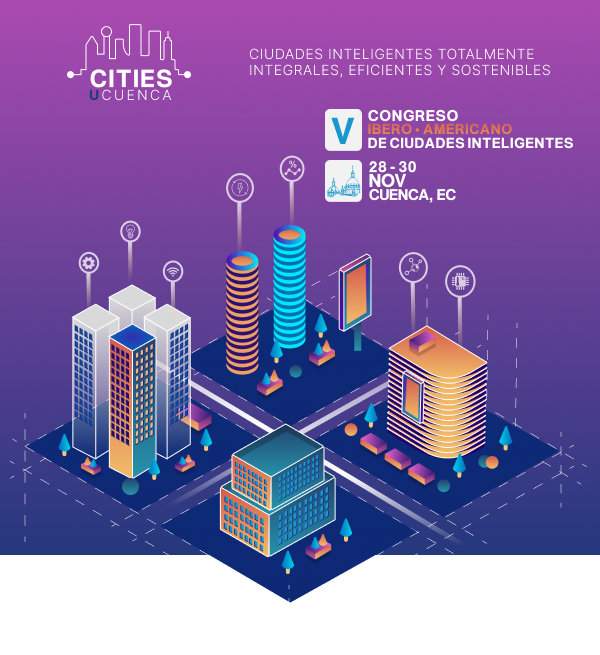 CITIES
UCUENCA
CIUDADES INTELIGENTES TOTALMENTE
INTEGRALES, EFICIENTES Y SOSTENIBLES
V
CONGRESO
IBERO · AMERICANO
DE CIUDADES INTELIGENTES
28 - 30
NOV
CUENCA, EC
%